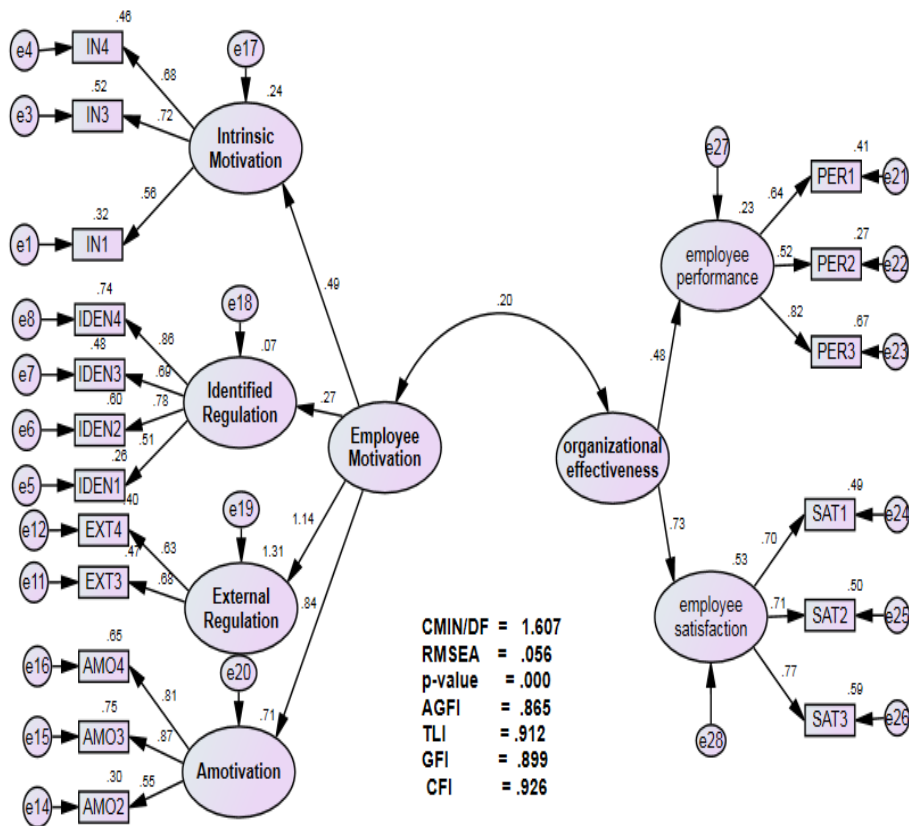 .46
e4
IN4
e17
.68
.24
.52
e3
IN3
.72
Intrinsic
Motivation
.56
.32
e1
IN1
.49
.74
e8
IDEN4
e18
.86
.07
.48
e7
IDEN3
.69
Identified
Regulation
.60
.78
e6
IDEN2
.27
.51
.26
e5
IDEN1
Employee
Motivation
.40
e12
EXT4
e19
1.14
.63
1.31
.47
e11
EXT3
.68
External
Regulation
.84
.65
e16
AMO4
e20
.81
.71
.75
e15
AMO3
.87
Amotivation
.30
.55
e14
AMO2
.20
organizational
effectiveness
e27
.41
PER1
e21
.64
.23
.27
employee
performance
.52
PER2
e22
.82
.67
PER3
e23
.48
.73
.49
SAT1
e24
.70
.53
.50
employee
satisfaction
.71
SAT2
e25
.77
.59
SAT3
e26
e28
CMIN/DF = 1.607
RMSEA = .056
p-value = .000
AGFI = .865
TLI = .912
GFI = .899
CFI = .926